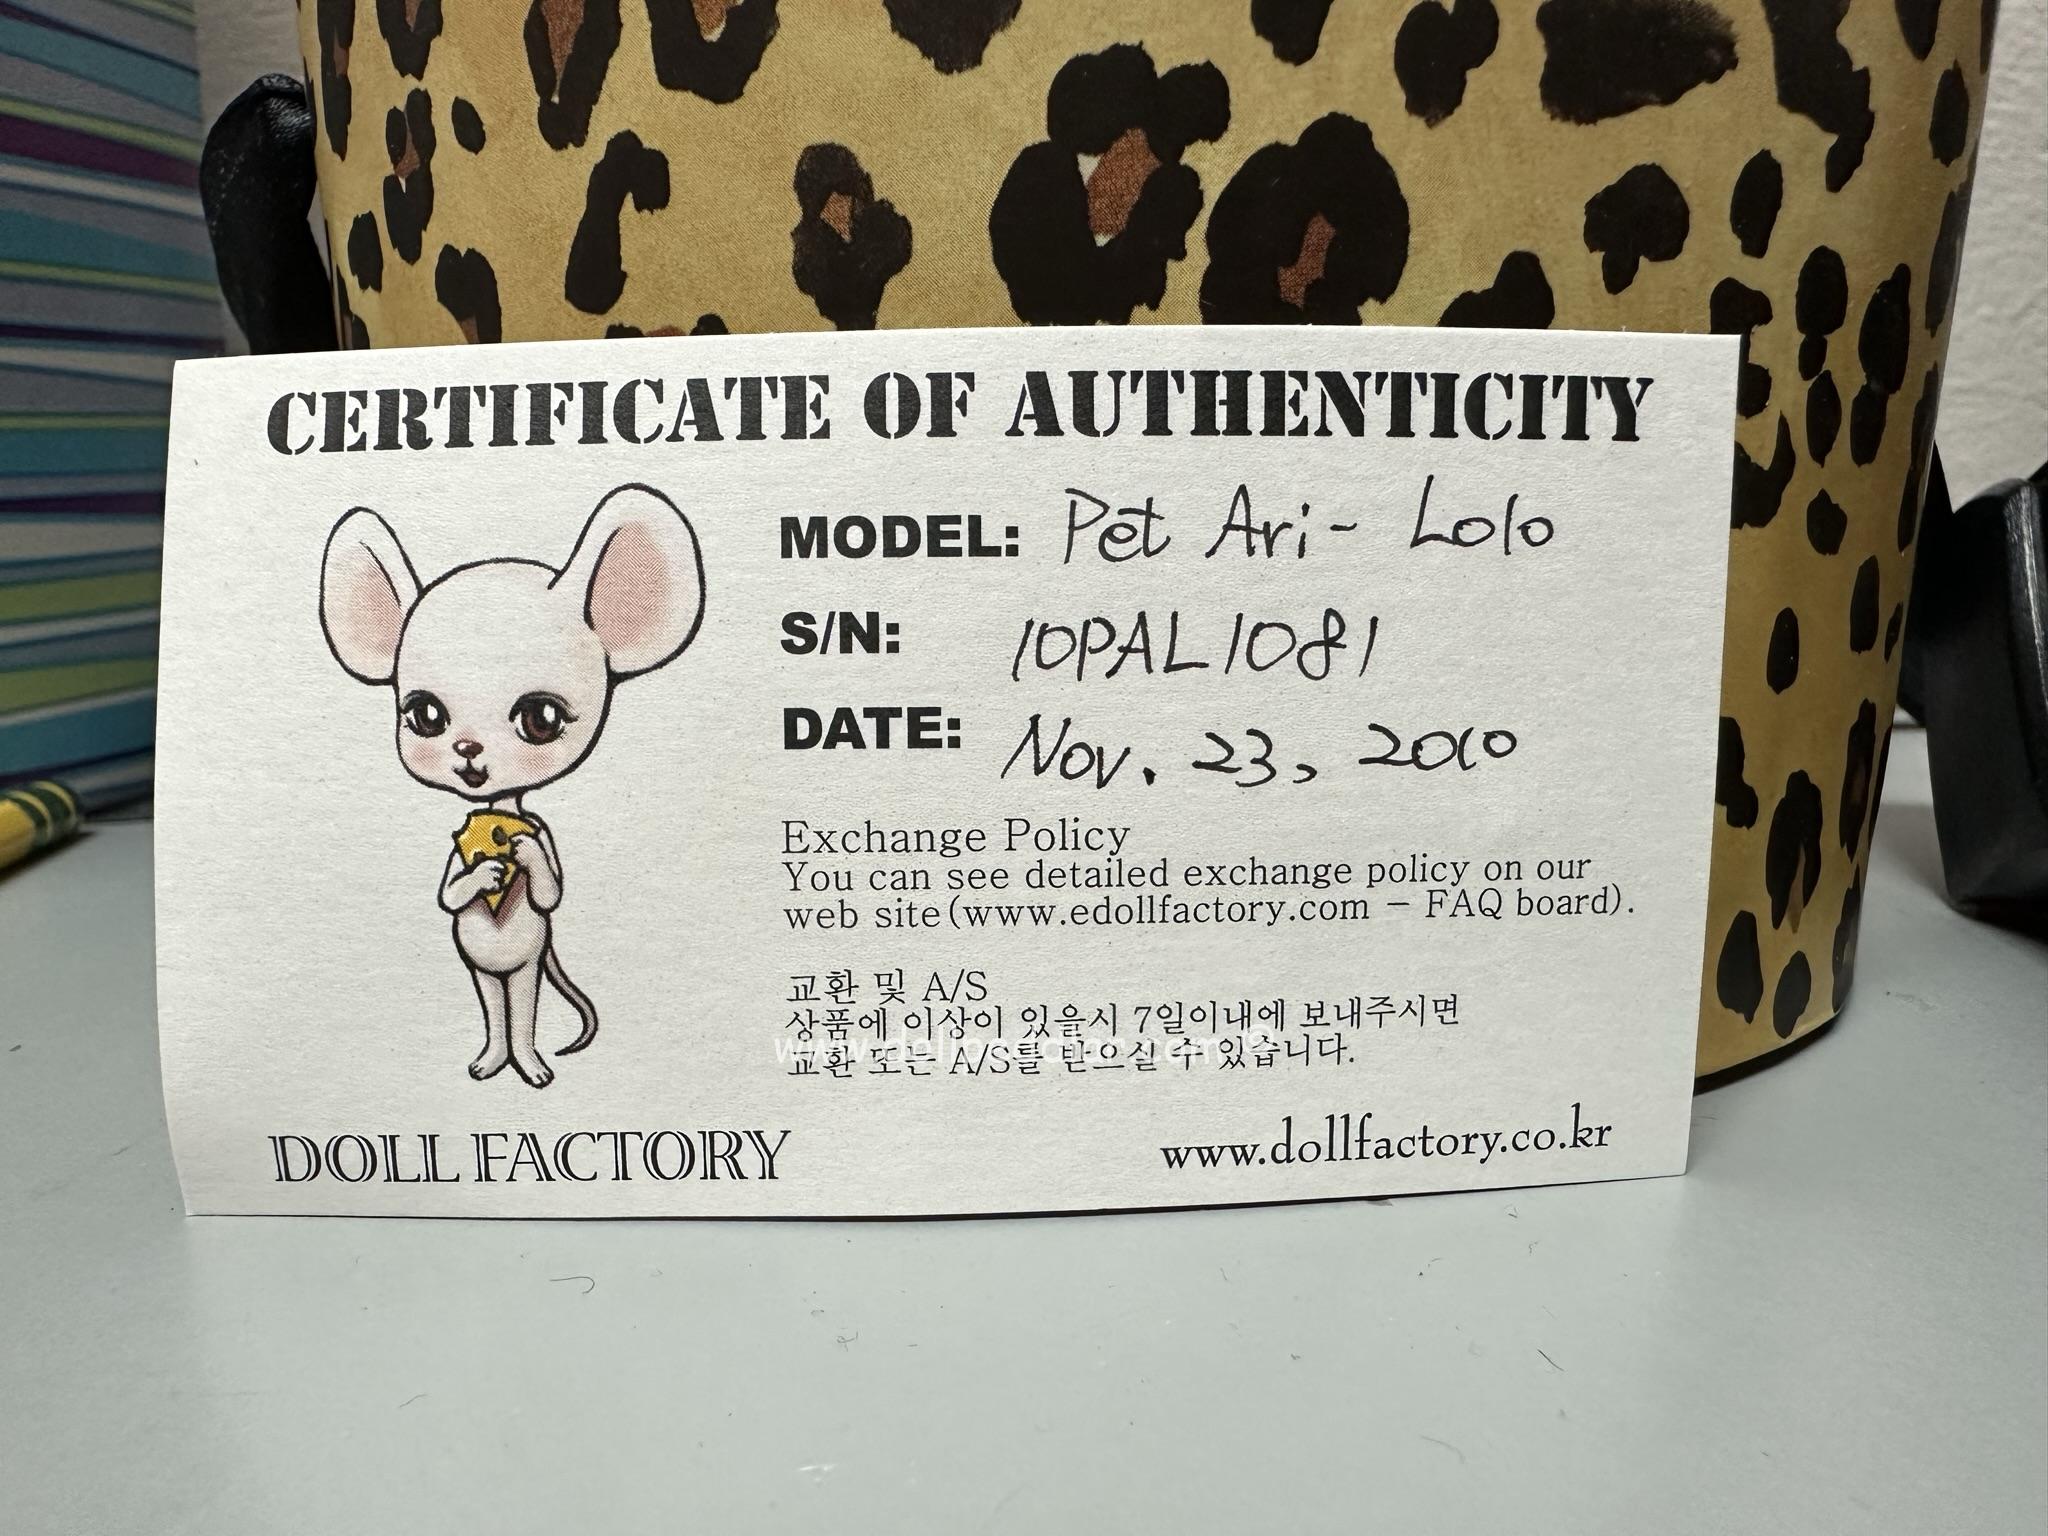 CERTIFICATE OF AUTHENTICITY
MODEL: Pet Ari- Lolo
S/N: 10PAL1081
DATE: Nov. 23, 2010
Exchange Policy
You can see detailed exchange policy on our
web site(www.edollfactory.com - FAQ board).
교환 및 A/S
상품에 이상이 있을시 7일이내에 보내주시면
교환 또는 A/S를 받으실 수 있습니다.
DOLL FACTORY
www.dollfactory.co.kr